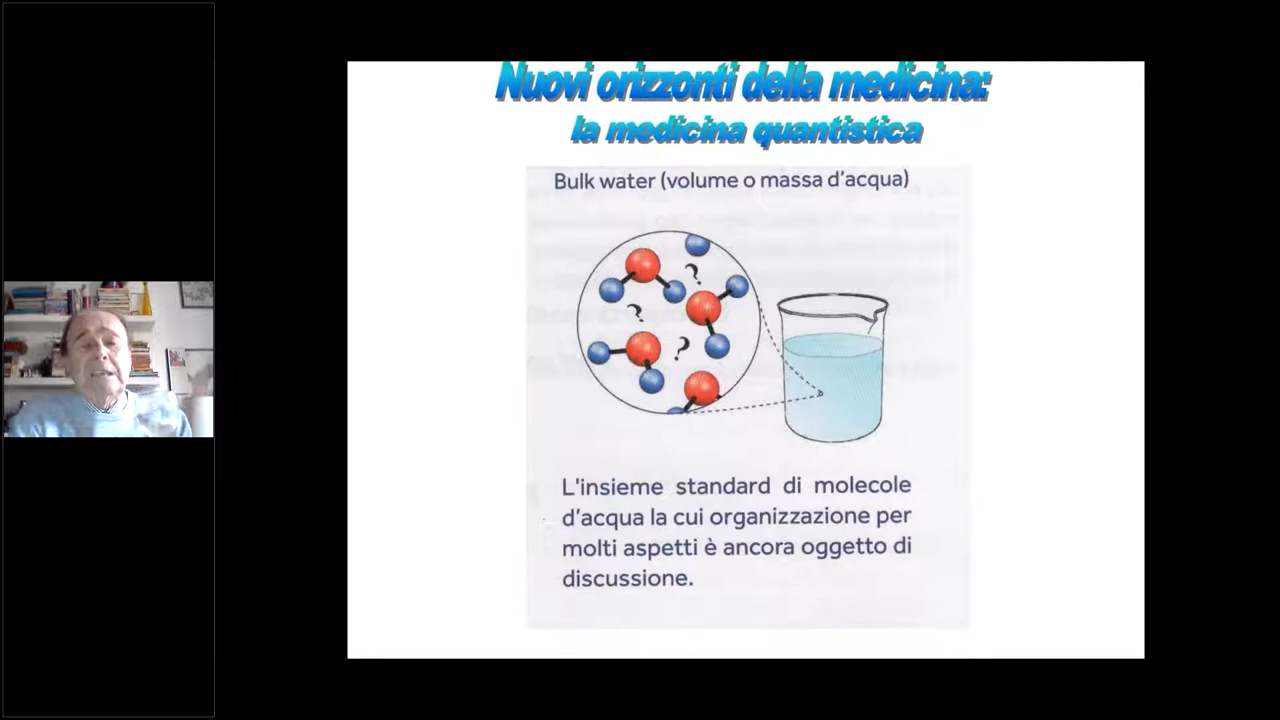 Nuovi orizzonti della medicina:
la medicina quantistica
Bulk water (volume o massa d'acqua)
?
?
?
L'insieme standard di molecole
d'acqua la cui organizzazione per
molti aspetti è ancora oggetto di
discussione.